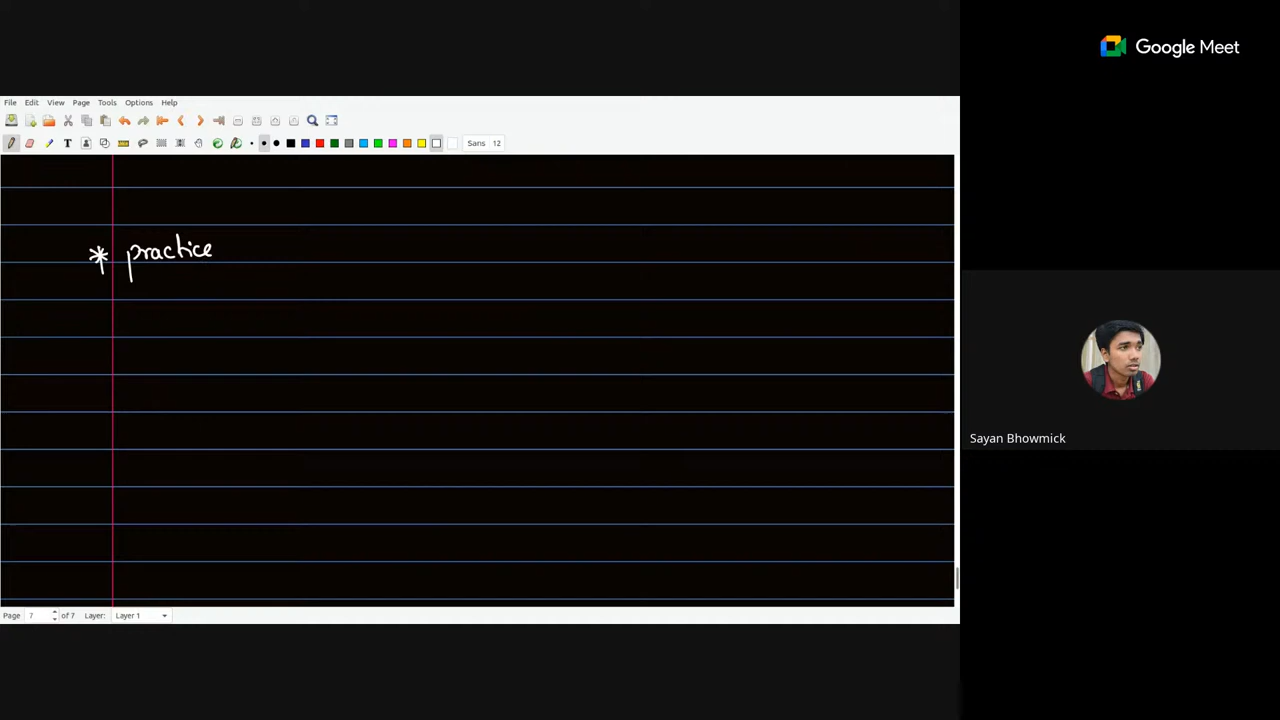 Google Meet
File Edit View Page Tools Options Help
T Sans 12
* practice
Sayan Bhowmick
Page 7 of 7 Layer: Layer 1